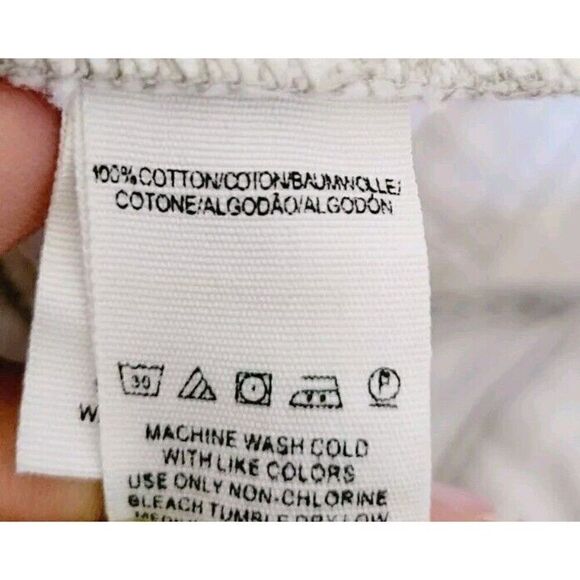 100% COTTON/COTON/BAUMWOLLE/
COTONE/ALGODÃO/ALGODÓN
30
P
MACHINE WASH COLD
WITH LIKE COLORS
USE ONLY NON-CHLORINE
BLEACH TUMBLE DRY LOW